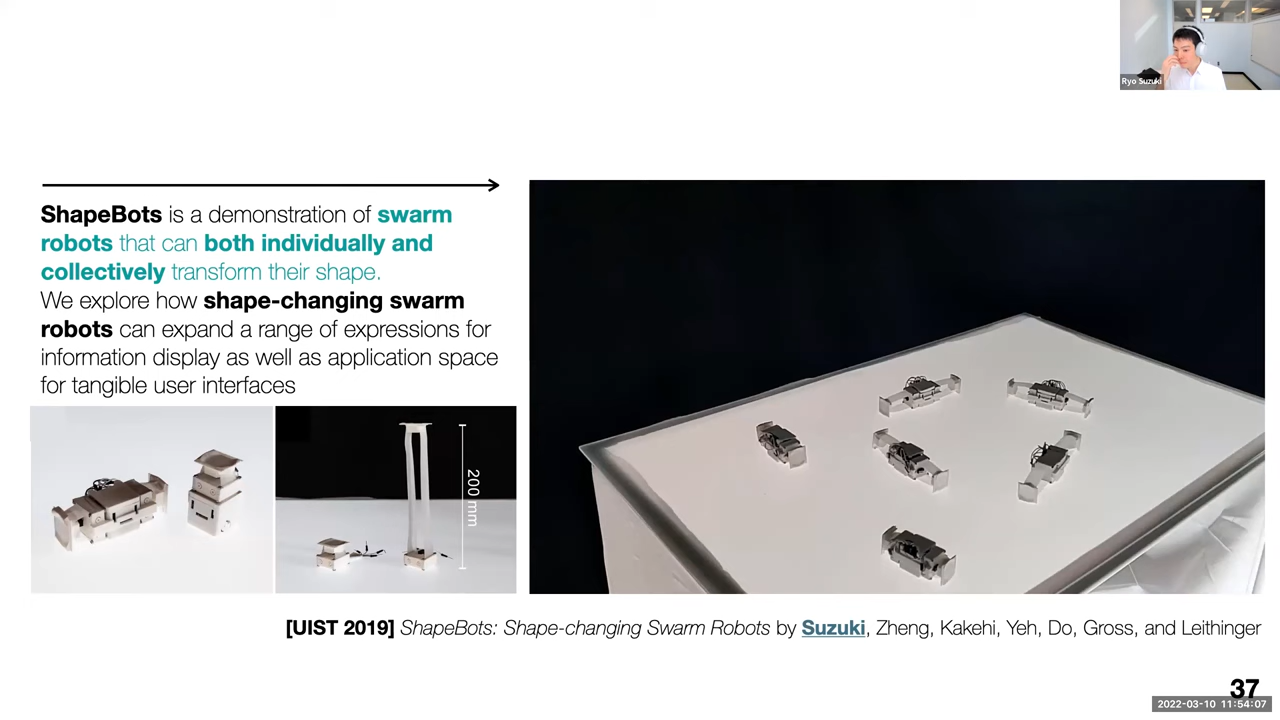 Ryo Suzuki
ShapeBots is a demonstration of swarm
robots that can both individually and
collectively transform their shape.
We explore how shape-changing swarm
robots can expand a range of expressions for
information display as well as application space
for tangible user interfaces
200 mm
[UIST 2019] ShapeBots: Shape-changing Swarm Robots by Suzuki, Zheng, Kakehi, Yeh, Do, Gross, and Leithinger
37
2022-03-10 11:54:07